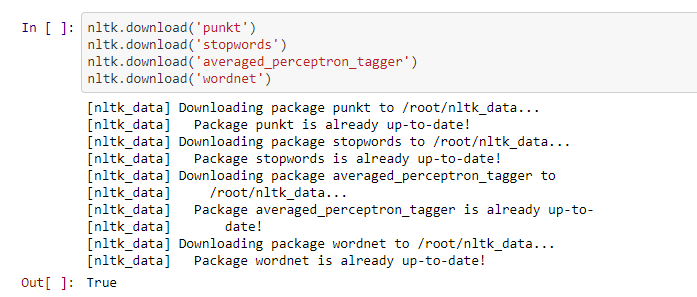 In [ ]: nltk.download('punkt')
nltk.download('stopwords')
nltk.download('averaged_perceptron_tagger')
nltk.download('wordnet')
[nltk_data] Downloading package punkt to /root/nltk_data...
[nltk_data]   Package punkt is already up-to-date!
[nltk_data] Downloading package stopwords to /root/nltk_data...
[nltk_data]   Package stopwords is already up-to-date!
[nltk_data] Downloading package averaged_perceptron_tagger to
[nltk_data]     /root/nltk_data...
[nltk_data]   Package averaged_perceptron_tagger is already up-to-
[nltk_data]       date!
[nltk_data] Downloading package wordnet to /root/nltk_data...
[nltk_data]   Package wordnet is already up-to-date!
Out[ ]: True